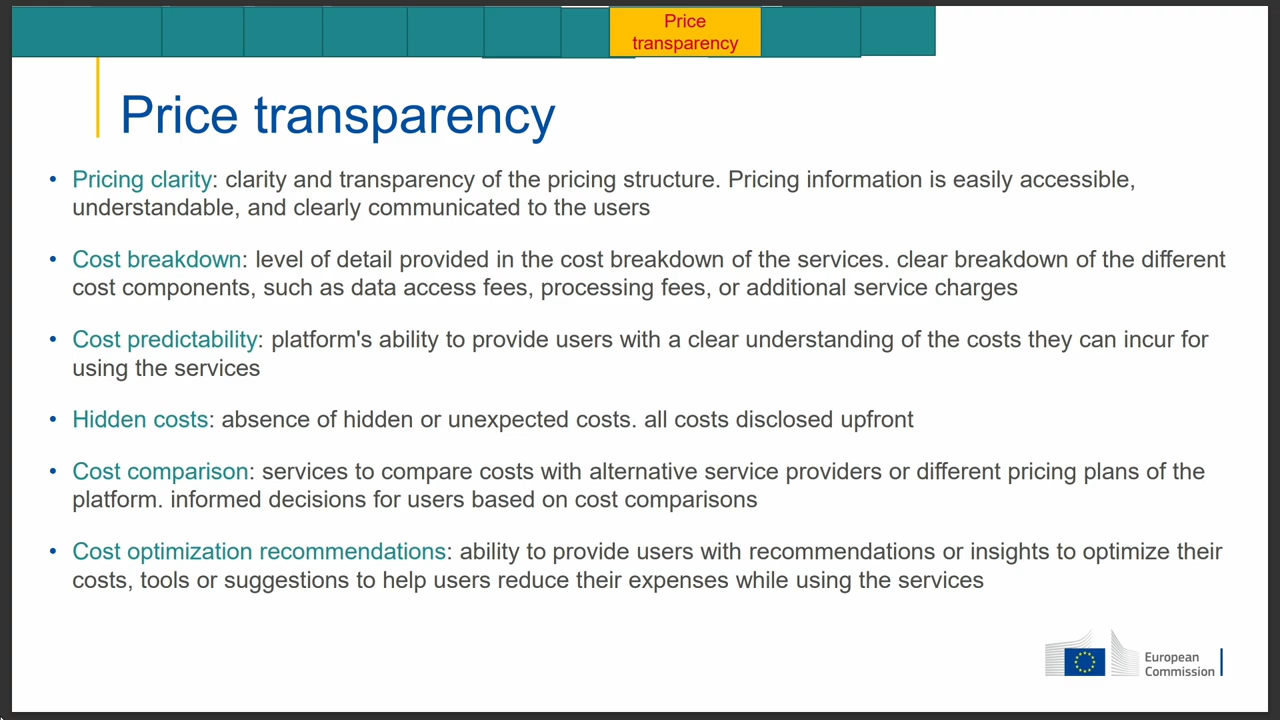 Price
transparency
Price transparency
• Pricing clarity: clarity and transparency of the pricing structure. Pricing information is easily accessible,
understandable, and clearly communicated to the users
• Cost breakdown: level of detail provided in the cost breakdown of the services. clear breakdown of the different
cost components, such as data access fees, processing fees, or additional service charges
• Cost predictability: platform's ability to provide users with a clear understanding of the costs they can incur for
using the services
• Hidden costs: absence of hidden or unexpected costs. all costs disclosed upfront
• Cost comparison: services to compare costs with alternative service providers or different pricing plans of the
platform. informed decisions for users based on cost comparisons
• Cost optimization recommendations: ability to provide users with recommendations or insights to optimize their
costs, tools or suggestions to help users reduce their expenses while using the services
European
Commission